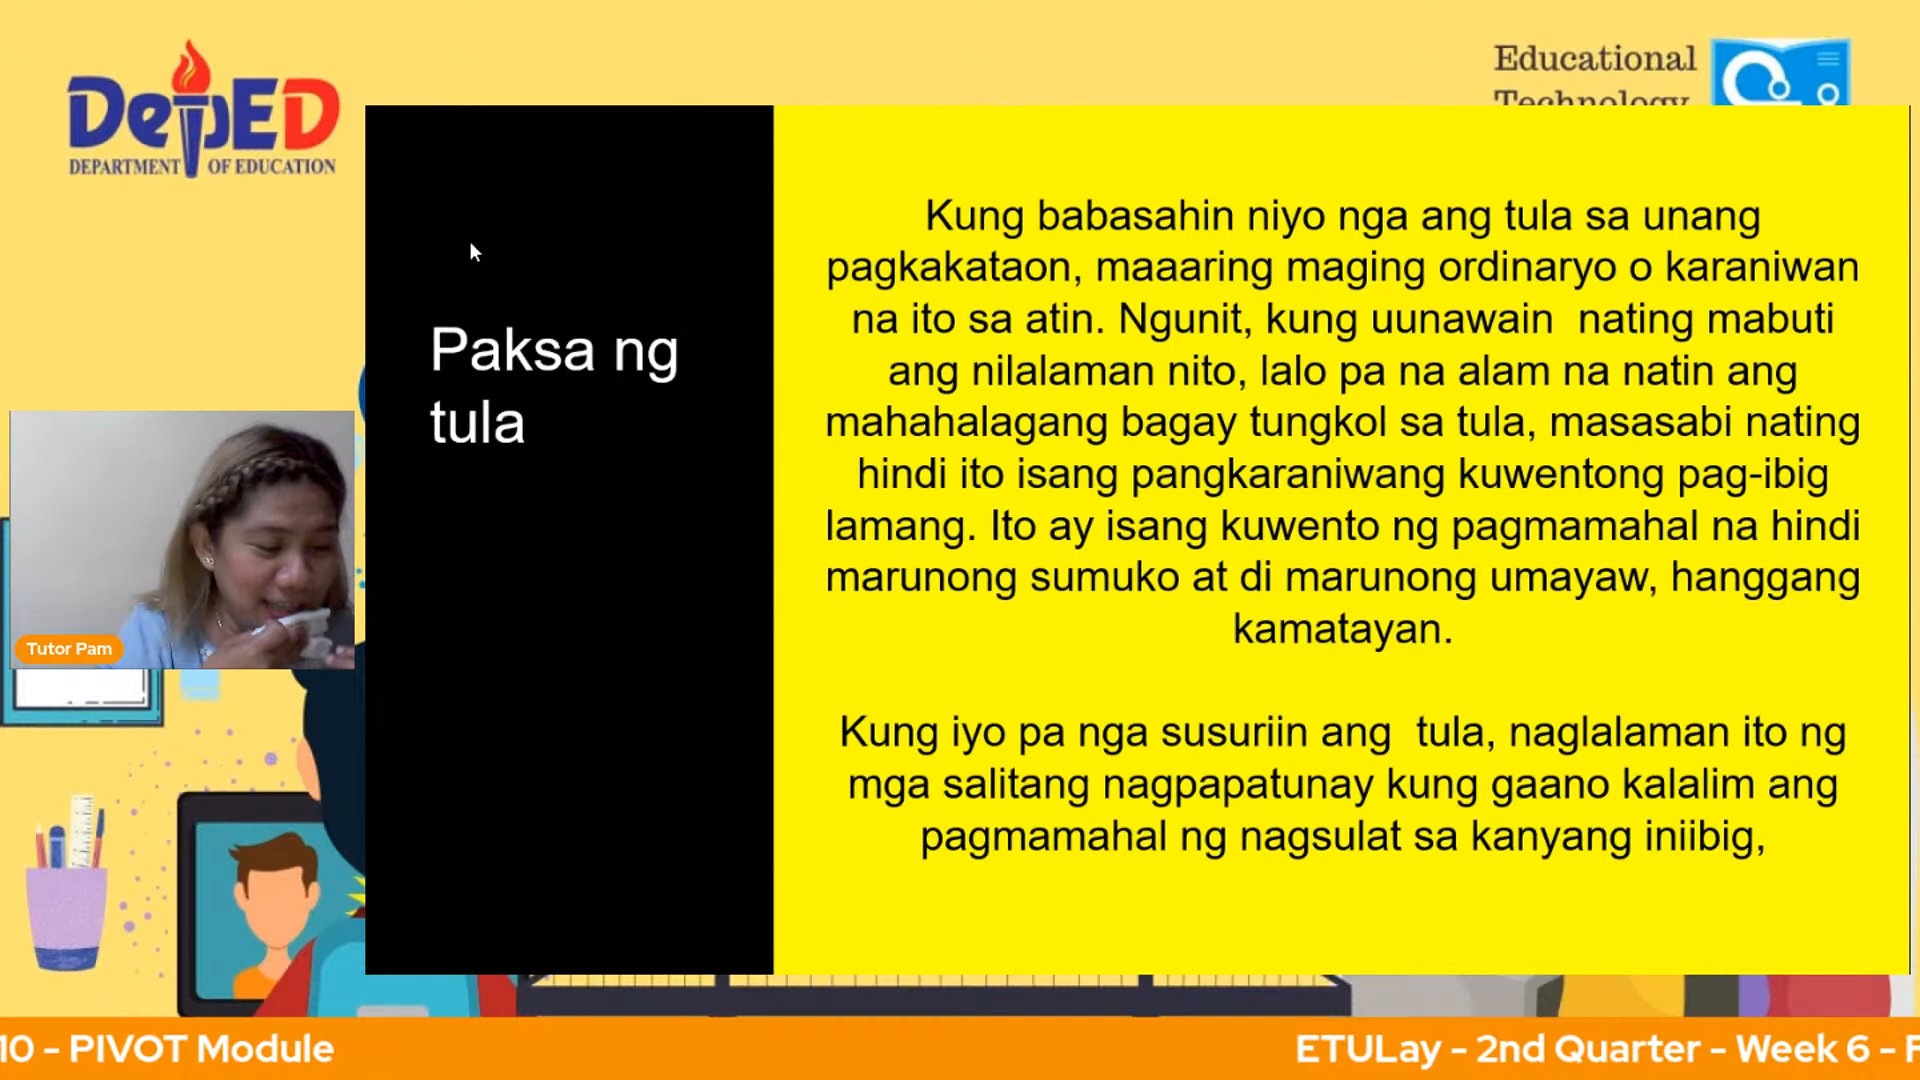 DepED
DEPARTMENT OF EDUCATION
Educational
Technology
Paksa ng
tula
Kung babasahin niyo nga ang tula sa unang
pagkakataon, maaaring maging ordinaryo o karaniwan
na ito sa atin. Ngunit, kung uunawain  nating mabuti
ang nilalaman nito, lalo pa na alam na natin ang
mahahalagang bagay tungkol sa tula, masasabi nating
hindi ito isang pangkaraniwang kuwentong pag-ibig
lamang. Ito ay isang kuwento ng pagmamahal na hindi
marunong sumuko at di marunong umayaw, hanggang
kamatayan.
Kung iyo pa nga susuriin ang  tula, naglalaman ito ng
mga salitang nagpapatunay kung gaano kalalim ang
pagmamahal ng nagsulat sa kanyang iniibig,
Tutor Pam
10 - PIVOT Module
ETULay - 2nd Quarter - Week 6 - F